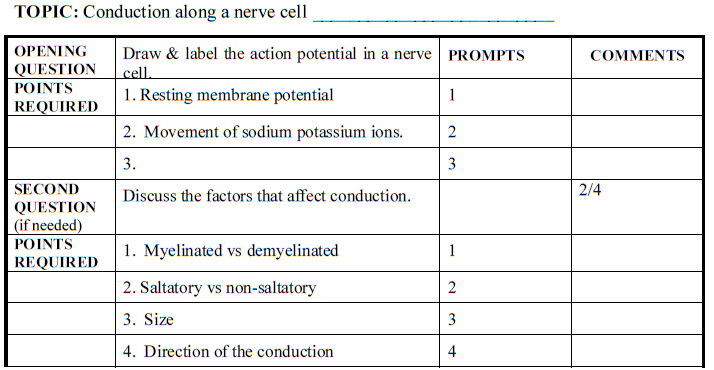 TOPIC: Conduction along a nerve cell
OPENING QUESTION Draw & label the action potential in a nerve cell. PROMPTS COMMENTS
POINTS REQUIRED 1. Resting membrane potential 1
2. Movement of sodium potassium ions. 2
3. 3
SECOND QUESTION (if needed) Discuss the factors that affect conduction. 2/4
POINTS REQUIRED 1. Myelinated vs demyelinated 1
2. Saltatory vs non-saltatory 2
3. Size 3
4. Direction of the conduction 4